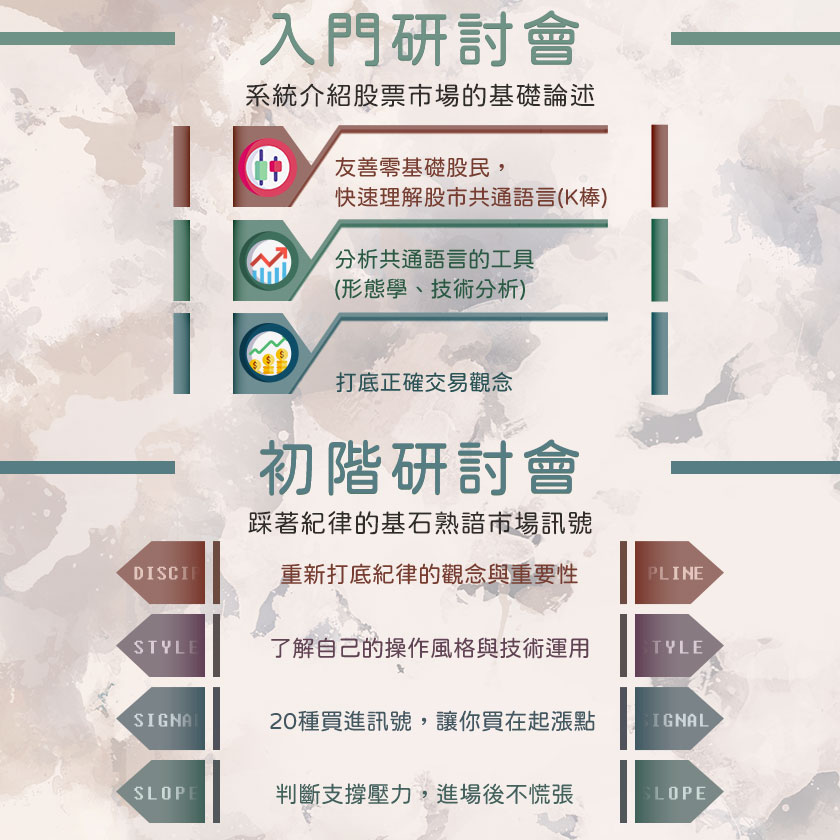 入門研討會
系統介紹股票市場的基礎論述
友善零基礎股民，
快速理解股市共通語言(K棒)
分析共通語言的工具
(形態學、技術分析)
打底正確交易觀念
初階研討會
踩著紀律的基石熟諳市場訊號
DISCIP
重新打底紀律的觀念與重要性
PLINE
STYLE
了解自己的操作風格與技術運用
STYLE
SIGNAL
20種買進訊號，讓你買在起漲點
SIGNAL
SLOPE
判斷支撐壓力，進場後不慌張
SLOPE